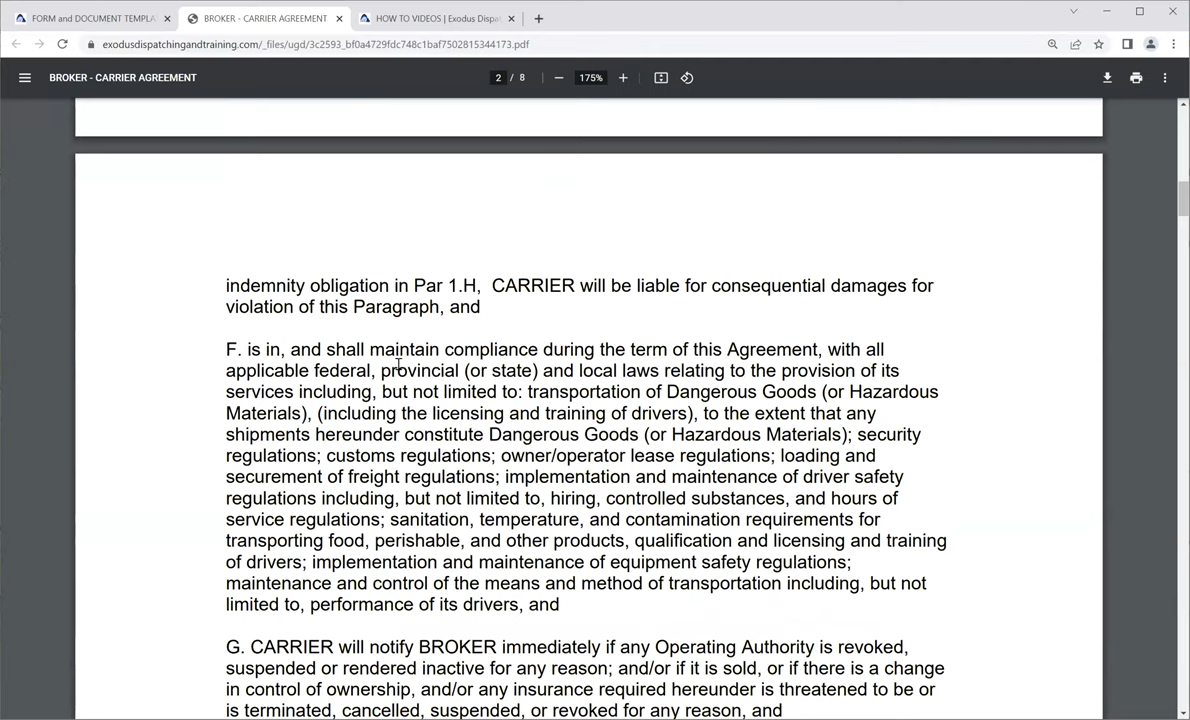 FORM and DOCUMENT TEMPLA
BROKER - CARRIER AGREEMENT
HOW TO VIDEOS | Exodus Dispa
exodusdispatchingandtraining.com/_files/ugd/3c2593_bf0a4729fdc748c1baf7502815344173.pdf
BROKER - CARRIER AGREEMENT
2 / 8
175%
indemnity obligation in Par 1.H,  CARRIER will be liable for consequential damages for
violation of this Paragraph, and
F. is in, and shall maintain compliance during the term of this Agreement, with all
applicable federal, provincial (or state) and local laws relating to the provision of its
services including, but not limited to: transportation of Dangerous Goods (or Hazardous
Materials), (including the licensing and training of drivers), to the extent that any
shipments hereunder constitute Dangerous Goods (or Hazardous Materials); security
regulations; customs regulations; owner/operator lease regulations; loading and
securement of freight regulations; implementation and maintenance of driver safety
regulations including, but not limited to, hiring, controlled substances, and hours of
service regulations; sanitation, temperature, and contamination requirements for
transporting food, perishable, and other products, qualification and licensing and training
of drivers; implementation and maintenance of equipment safety regulations;
maintenance and control of the means and method of transportation including, but not
limited to, performance of its drivers, and
G. CARRIER will notify BROKER immediately if any Operating Authority is revoked,
suspended or rendered inactive for any reason; and/or if it is sold, or if there is a change
in control of ownership, and/or any insurance required hereunder is threatened to be or
is terminated, cancelled, suspended, or revoked for any reason, and